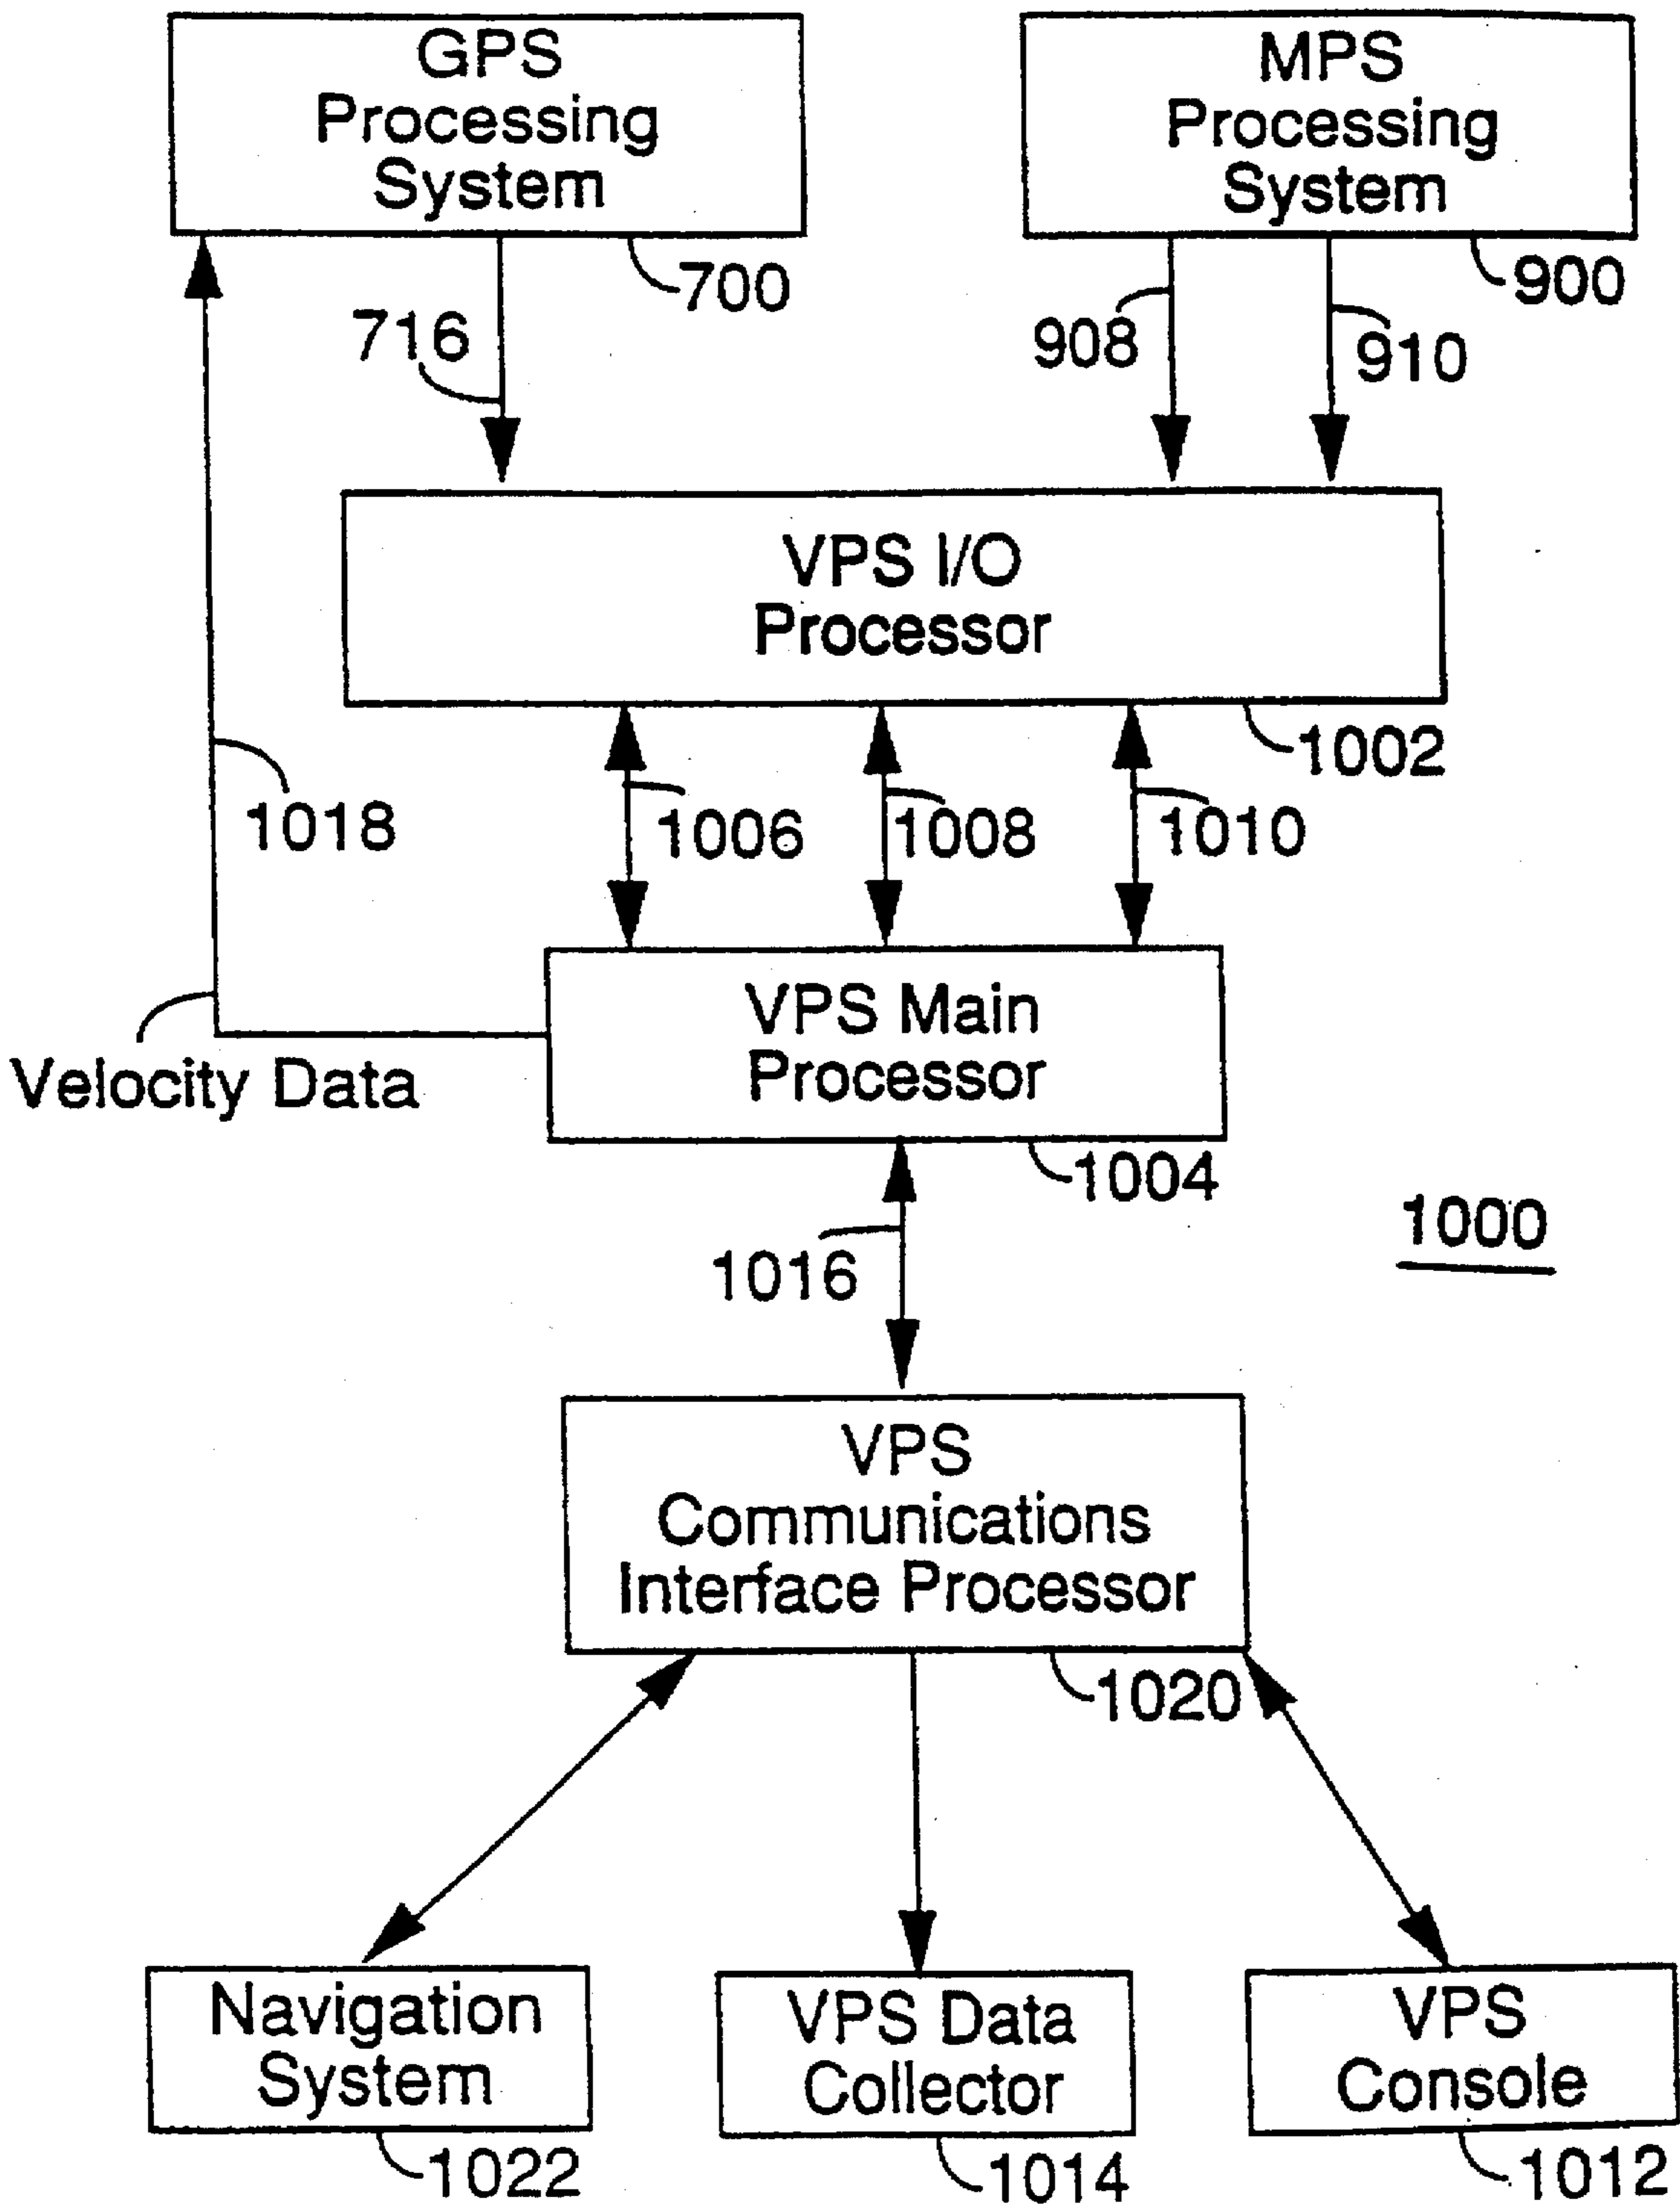 GPS
Processing
System
MPS
Processing
System
700
900
716
908
910
VPS I/O
Processor
1002
1018
1006
1008
1010
VPS Main
Processor
Velocity Data
1004
1000
1016
VPS
Communications
Interface Processor
1020
Navigation
System
VPS Data
Collector
VPS
Console
1022
1014
1012